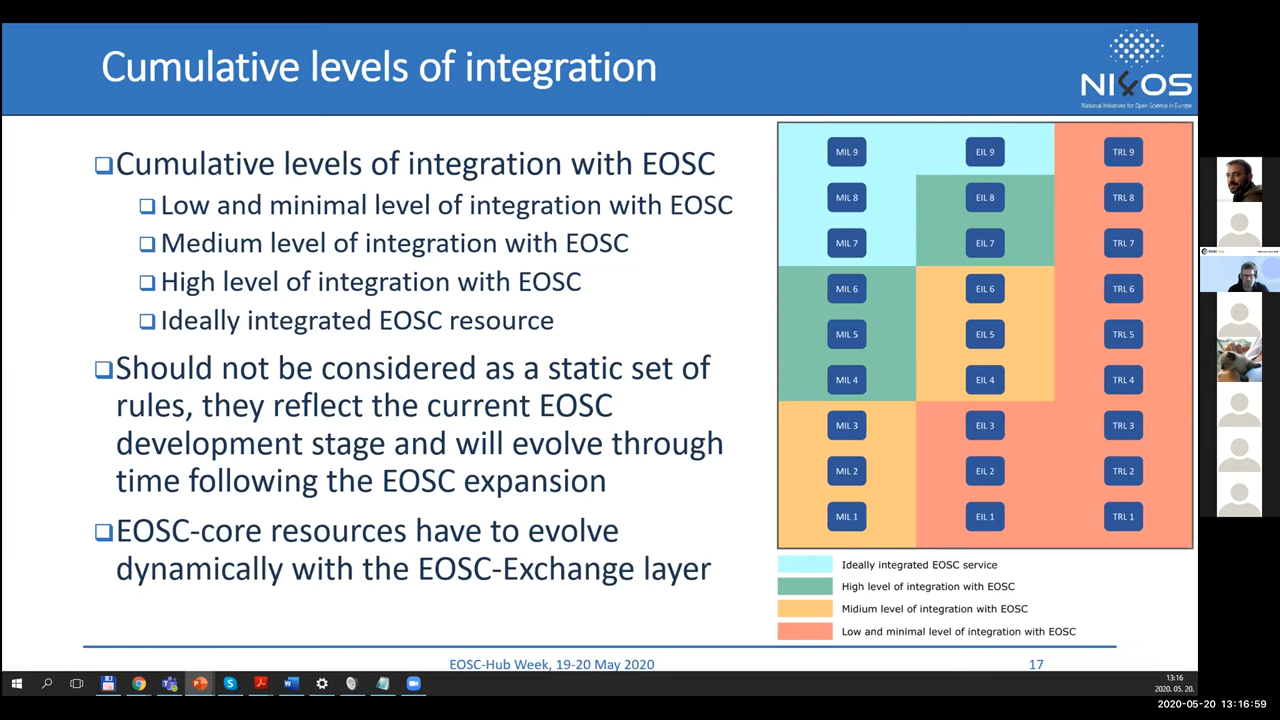 Cumulative levels of integration
NI4OS
National Initiatives for Open Science in Europe
Cumulative levels of integration with EOSC
Low and minimal level of integration with EOSC
Medium level of integration with EOSC
High level of integration with EOSC
Ideally integrated EOSC resource
Should not be considered as a static set of
rules, they reflect the current EOSC
development stage and will evolve through
time following the EOSC expansion
EOSC-core resources have to evolve
dynamically with the EOSC-Exchange layer
MIL 9 EIL 9 TRL 9
MIL 8 EIL 8 TRL 8
MIL 7 EIL 7 TRL 7
MIL 6 EIL 6 TRL 6
MIL 5 EIL 5 TRL 5
MIL 4 EIL 4 TRL 4
MIL 3 EIL 3 TRL 3
MIL 2 EIL 2 TRL 2
MIL 1 EIL 1 TRL 1
Ideally integrated EOSC service
High level of integration with EOSC
Midium level of integration with EOSC
Low and minimal level of integration with EOSC
EOSC-Hub Week, 19-20 May 2020
17
13:16
2020. 05. 20.
2020-05-20 13:16:59